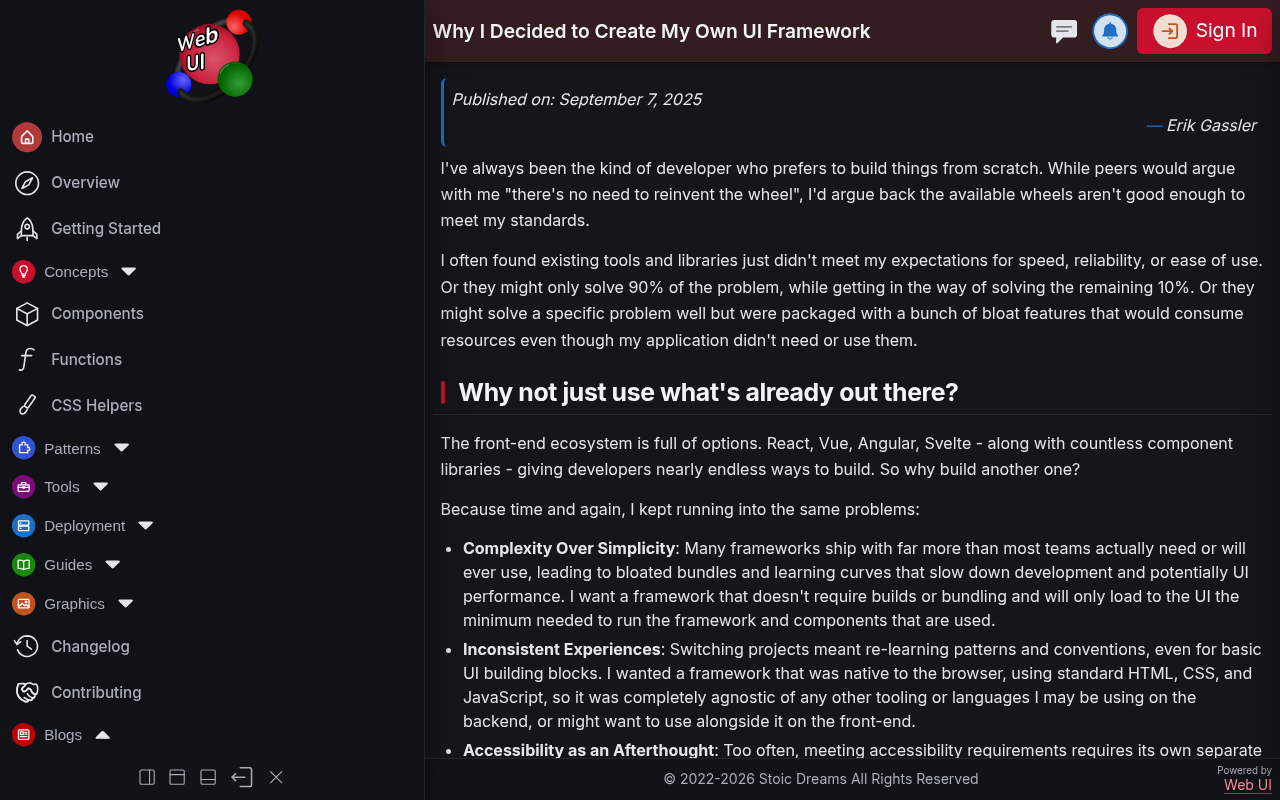 Web
UI
Home
Overview
Getting Started
Concepts
Components
Functions
CSS Helpers
Patterns
Tools
Deployment
Guides
Graphics
Changelog
Contributing
Blogs
Why I Decided to Create My Own UI Framework
Sign In
Published on: September 7, 2025
— Erik Gassler
I've always been the kind of developer who prefers to build things from scratch. While peers would argue
with me "there's no need to reinvent the wheel", I'd argue back the available wheels aren't good enough to
meet my standards.
I often found existing tools and libraries just didn't meet my expectations for speed, reliability, or ease of use.
Or they might only solve 90% of the problem, while getting in the way of solving the remaining 10%. Or they
might solve a specific problem well but were packaged with a bunch of bloat features that would consume
resources even though my application didn't need or use them.
Why not just use what's already out there?
The front-end ecosystem is full of options. React, Vue, Angular, Svelte - along with countless component
libraries - giving developers nearly endless ways to build. So why build another one?
Because time and again, I kept running into the same problems:
• Complexity Over Simplicity: Many frameworks ship with far more than most teams actually need or will
ever use, leading to bloated bundles and learning curves that slow down development and potentially UI
performance. I want a framework that doesn't require builds or bundling and will only load to the UI the
minimum needed to run the framework and components that are used.
• Inconsistent Experiences: Switching projects meant re-learning patterns and conventions, even for basic
UI building blocks. I wanted a framework that was native to the browser, using standard HTML, CSS, and
JavaScript, so it was completely agnostic of any other tooling or languages I may be using on the
backend, or might want to use alongside it on the front-end.
• Accessibility as an Afterthought: Too often, meeting accessibility requirements requires its own separate
© 2022-2026 Stoic Dreams All Rights Reserved
Powered by
Web UI